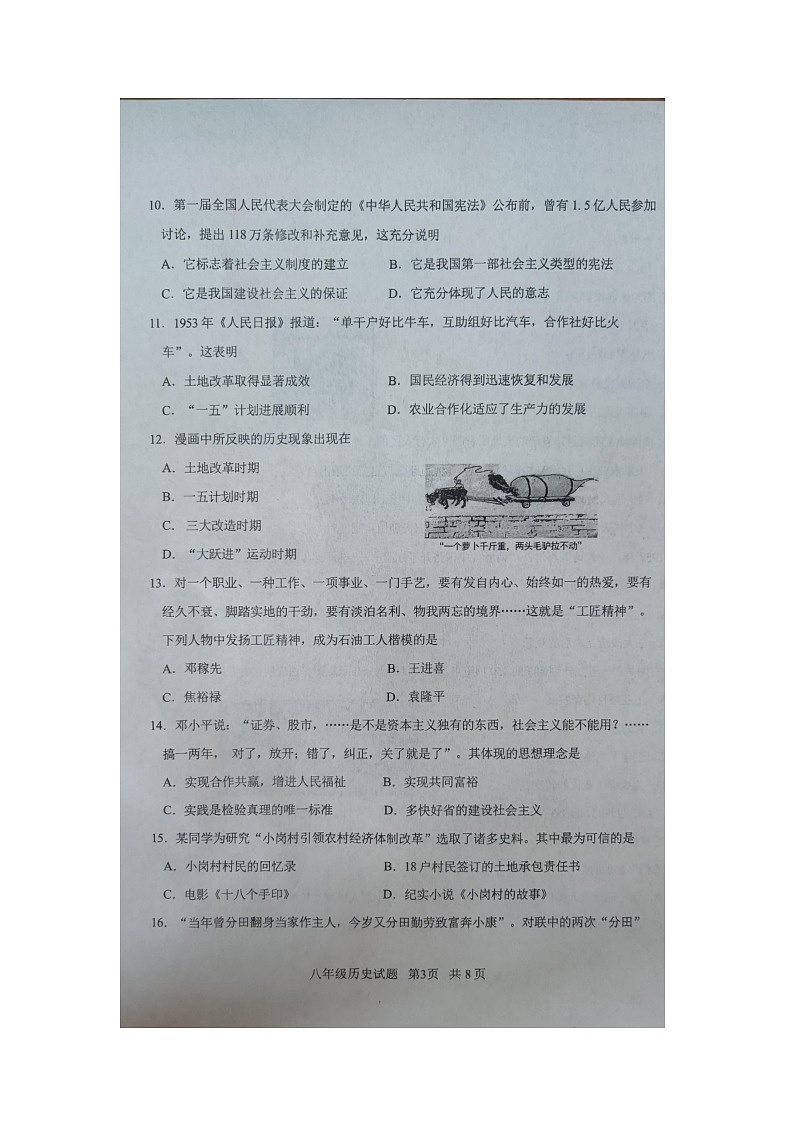 10．第一届全国人民代表大会制定的《中华人民共和国宪法》公布前，曾有1.5亿人民参加
讨论，提出118万条修改和补充意见，这充分说明
A．它标志着社会主义制度的建立 B．它是我国第一部社会主义类型的宪法
C．它是我国建设社会主义的保证 D．它充分体现了人民的意志
11．1953年《人民日报》报道：“单干户好比牛车，互助组好比汽车，合作社好比火
车”。这表明
A．土地改革取得显著成效 B．国民经济得到迅速恢复和发展
C．“一五”计划进展顺利 D．农业合作化适应了生产力的发展
12．漫画中所反映的历史现象出现在
A．土地改革时期
B．一五计划时期
C．三大改造时期
D．“大跃进”运动时期
“一个萝卜千斤重，两头毛驴拉不动”
13．对一个职业、一种工作、一项事业、一门手艺，要有发自内心、始终如一的热爱，要有
经久不衰、脚踏实地的干劲，要有淡泊名利、物我两忘的境界……这就是“工匠精神”。
下列人物中发扬工匠精神，成为石油工人楷模的是
A．邓稼先 B．王进喜
C．焦裕禄 D．袁隆平
14．邓小平说：“证券、股市，……是不是资本主义独有的东西，社会主义能不能用？……
搞一两年， 对了，放开；错了，纠正，关了就是了”。其体现的思想理念是
A．实现合作共赢，增进人民福祉 B．实现共同富裕
C．实践是检验真理的唯一标准 D．多快好省的建设社会主义
15．某同学为研究“小岗村引领农村经济体制改革”选取了诸多史料。其中最为可信的是
A．小岗村村民的回忆录 B．18户村民签订的土地承包责任书
C．电影《十八个手印》 D．纪实小说《小岗村的故事》
16．“当年曾分田翻身当家作主人，今岁又分田勤劳致富奔小康”。对联中的两次“分田”
八年级历史试题 第3页 共8页